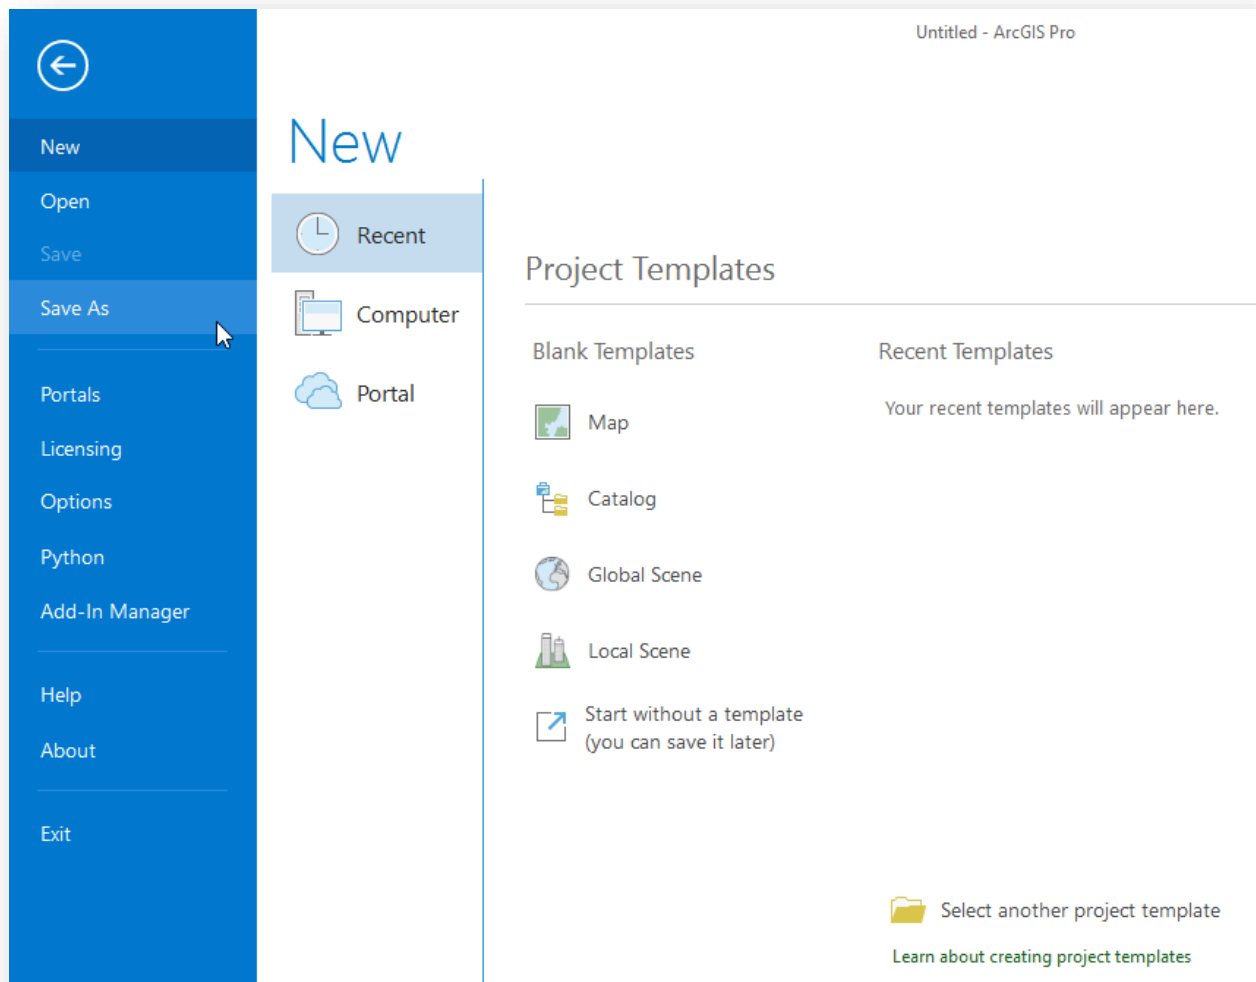 Untitled - ArcGIS Pro
New
Open
Save
Save As
Portals
Licensing
Options
Python
Add-In Manager
Help
About
Exit
New
Recent
Computer
Portal
Project Templates
Blank Templates
Map
Catalog
Global Scene
Local Scene
Start without a template
(you can save it later)
Recent Templates
Your recent templates will appear here.
Select another project template
Learn about creating project templates